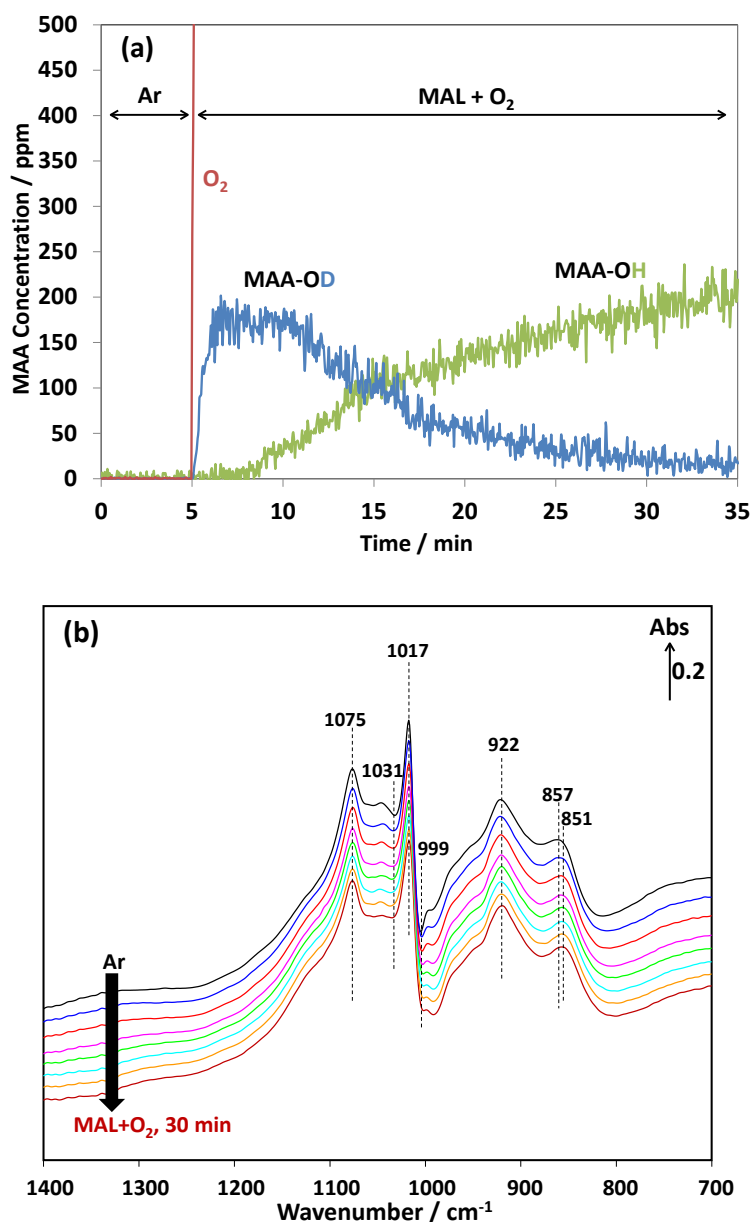 (a)
Ar
MAL + O₂
O₂
MAA-OD
MAA-OH
MAA Concentration / ppm
500
450
400
350
300
250
200
150
100
50
0
0 5 10 15 20 25 30 35
Time / min
(b)
Abs
0.2
1017
1075
1031
922
857
851
999
Ar
MAL+O₂, 30 min
1400 1300 1200 1100 1000 900 800 700
Wavenumber / cm⁻¹